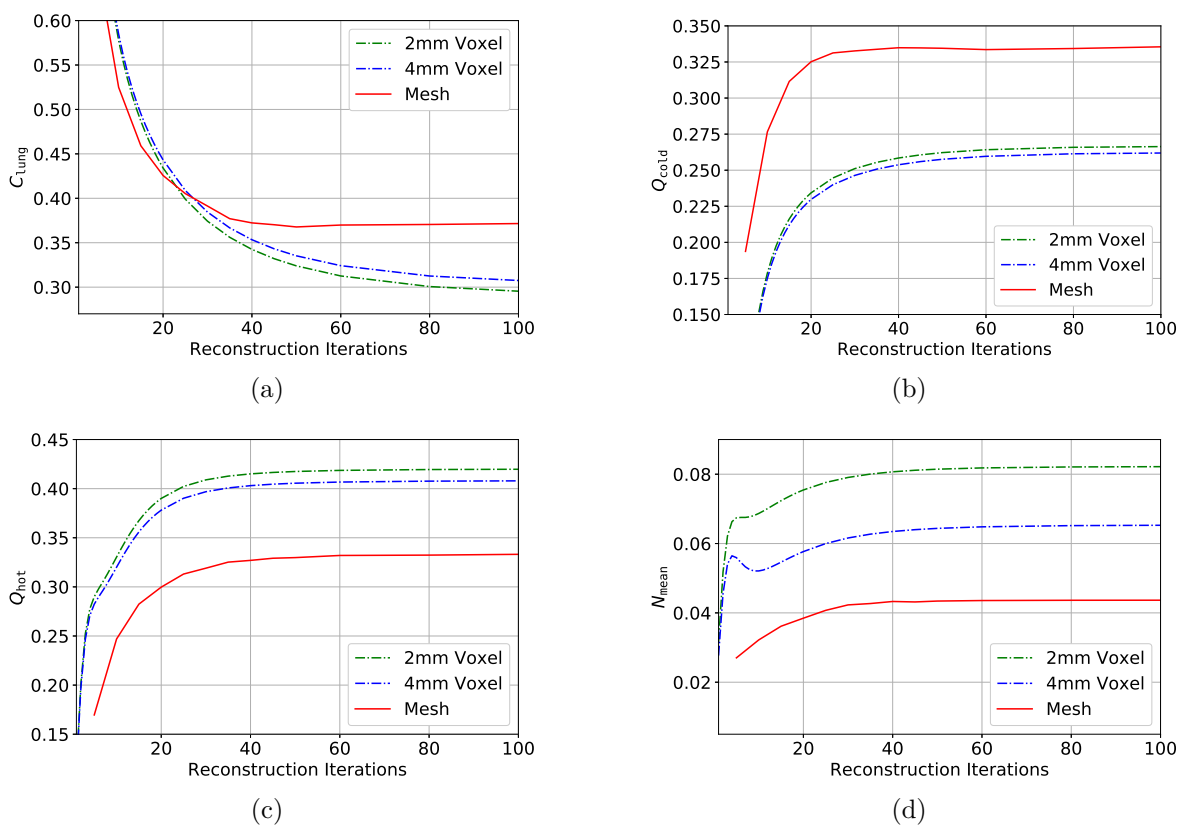 0.60
0.55
0.50
0.45
0.40
0.35
0.30
C_lung
2mm Voxel
4mm Voxel
Mesh
20 40 60 80 100
Reconstruction Iterations
(a)
0.350
0.325
0.300
0.275
0.250
0.225
0.200
0.175
0.150
Q_cold
2mm Voxel
4mm Voxel
Mesh
20 40 60 80 100
Reconstruction Iterations
(b)
0.45
0.40
0.35
0.30
0.25
0.20
0.15
Q_hot
2mm Voxel
4mm Voxel
Mesh
20 40 60 80 100
Reconstruction Iterations
(c)
0.08
0.06
0.04
0.02
N_mean
2mm Voxel
4mm Voxel
Mesh
20 40 60 80 100
Reconstruction Iterations
(d)